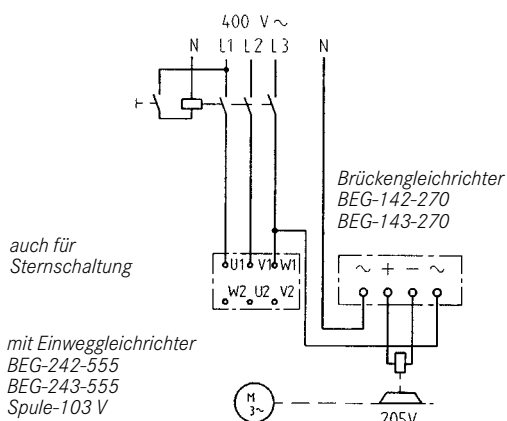 400 V ~
N L1 L2 L3 N
Brückengleichrichter
BEG-142-270
BEG-143-270
auch für
Sternschaltung
U1 V1 W1
W2 U2 V2
~ + - ~
mit Einweggleichrichter
BEG-242-555
BEG-243-555
Spule-103 V
M
3~
205V